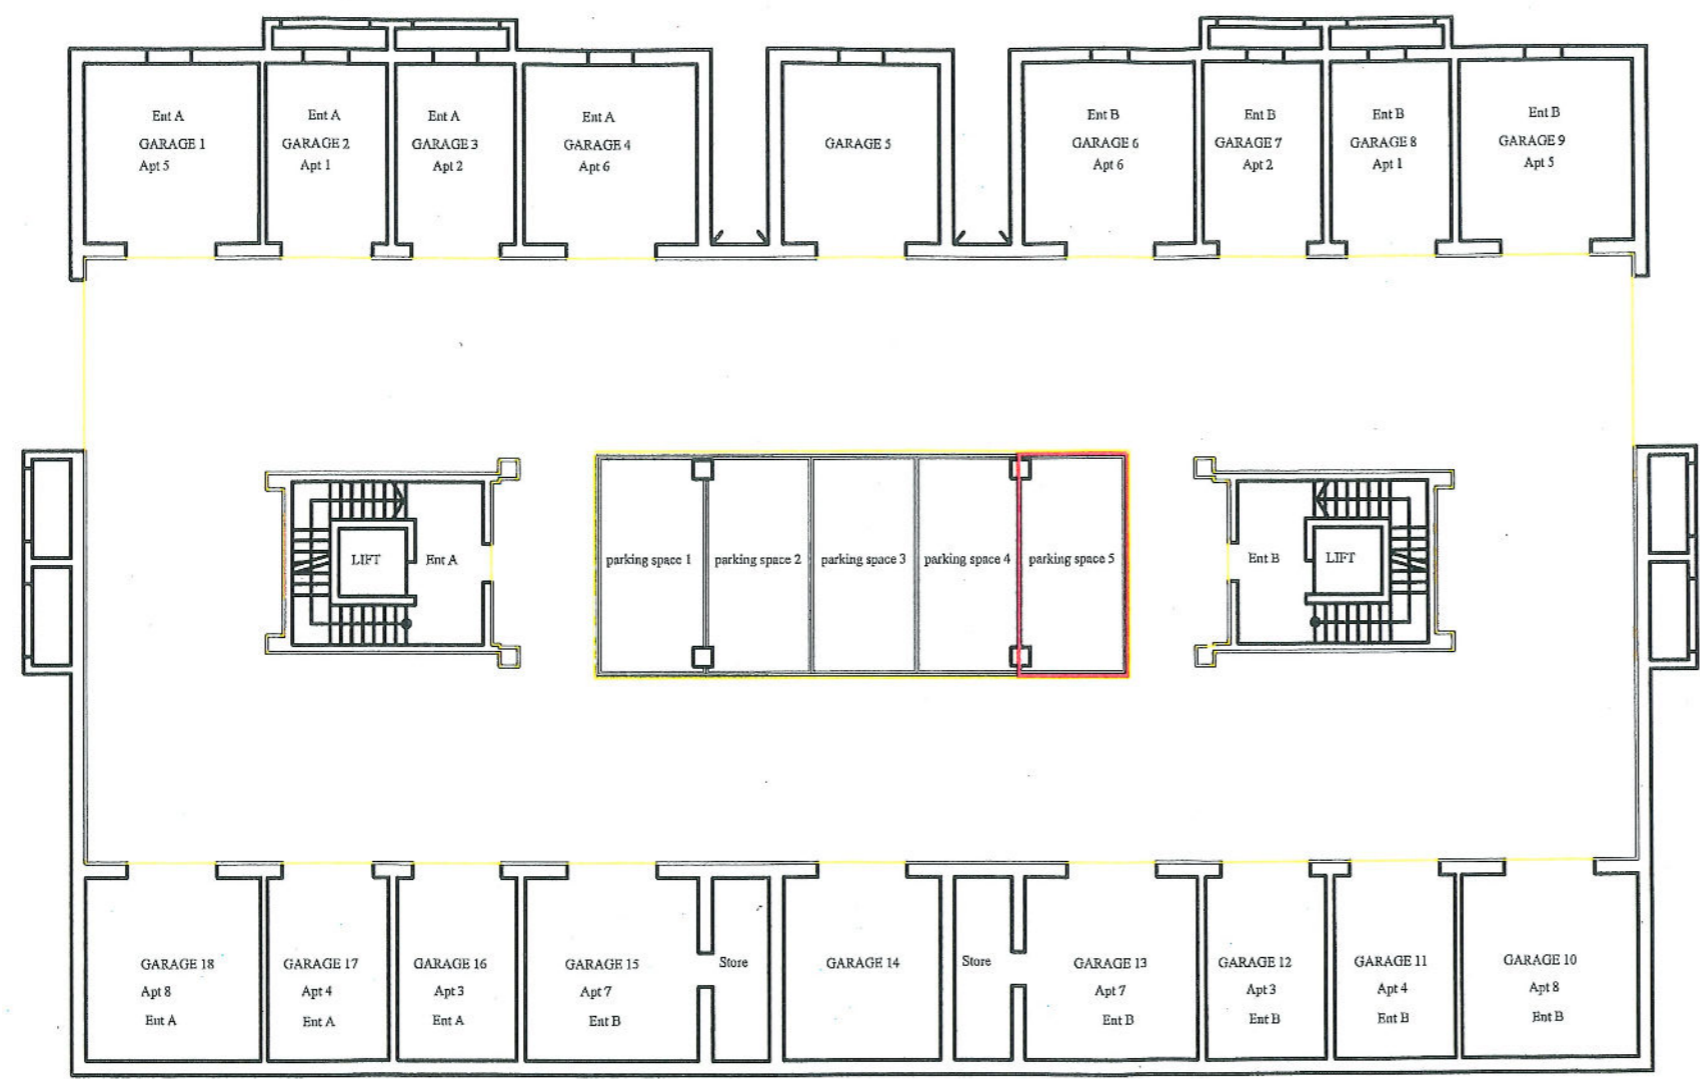 Ent A
GARAGE 1
Apt 5
Ent A
GARAGE 2
Apt 1
Ent A
GARAGE 3
Apt 2
Ent A
GARAGE 4
Apt 6
GARAGE 5
Ent B
GARAGE 6
Apt 6
Ent B
GARAGE 7
Apt 2
Ent B
GARAGE 8
Apt 1
Ent B
GARAGE 9
Apt 5
LIFT
Ent A
parking space 1
parking space 2
parking space 3
parking space 4
parking space 5
Ent B
LIFT
GARAGE 18
Apt 8
Ent A
GARAGE 17
Apt 4
Ent A
GARAGE 16
Apt 3
Ent A
GARAGE 15
Apt 7
Ent B
Store
GARAGE 14
Store
GARAGE 13
Apt 7
Ent B
GARAGE 12
Apt 3
Ent B
GARAGE 11
Apt 4
Ent B
GARAGE 10
Apt 8
Ent B